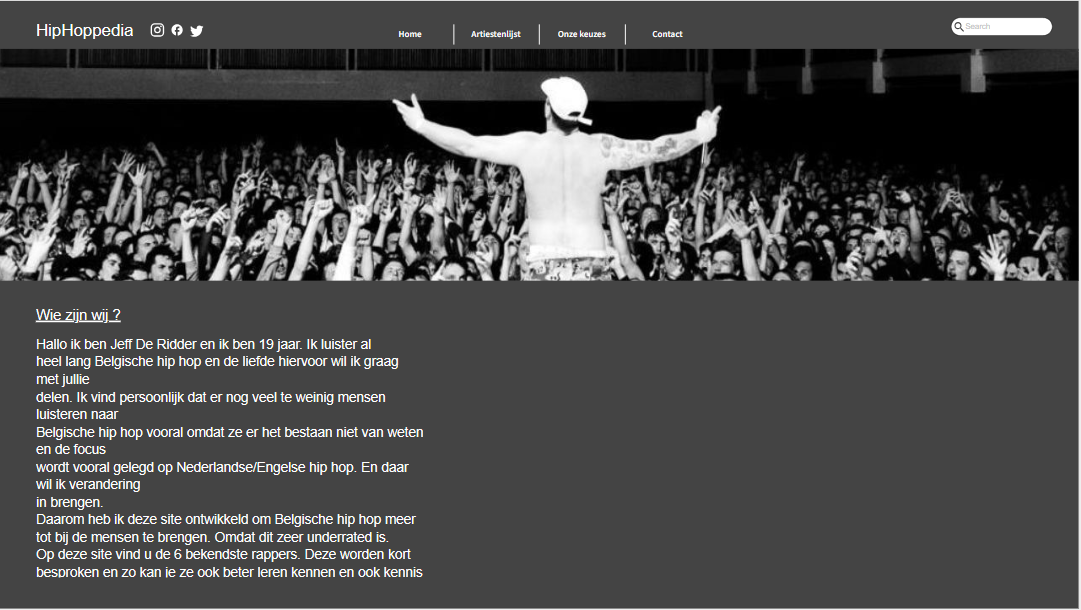 HipHoppedia
Home
Artiestenlijst
Onze keuzes
Contact
Search
Wie zijn wij ?
Hallo ik ben Jeff De Ridder en ik ben 19 jaar. Ik luister al
heel lang Belgische hip hop en de liefde hiervoor wil ik graag
met jullie
delen. Ik vind persoonlijk dat er nog veel te weinig mensen
luisteren naar
Belgische hip hop vooral omdat ze er het bestaan niet van weten
en de focus
wordt vooral gelegd op Nederlandse/Engelse hip hop. En daar
wil ik verandering
in brengen.
Daarom heb ik deze site ontwikkeld om Belgische hip hop meer
tot bij de mensen te brengen. Omdat dit zeer underrated is.
Op deze site vind u de 6 bekendste rappers. Deze worden kort
besproken en zo kan je ze ook beter leren kennen en ook kennis